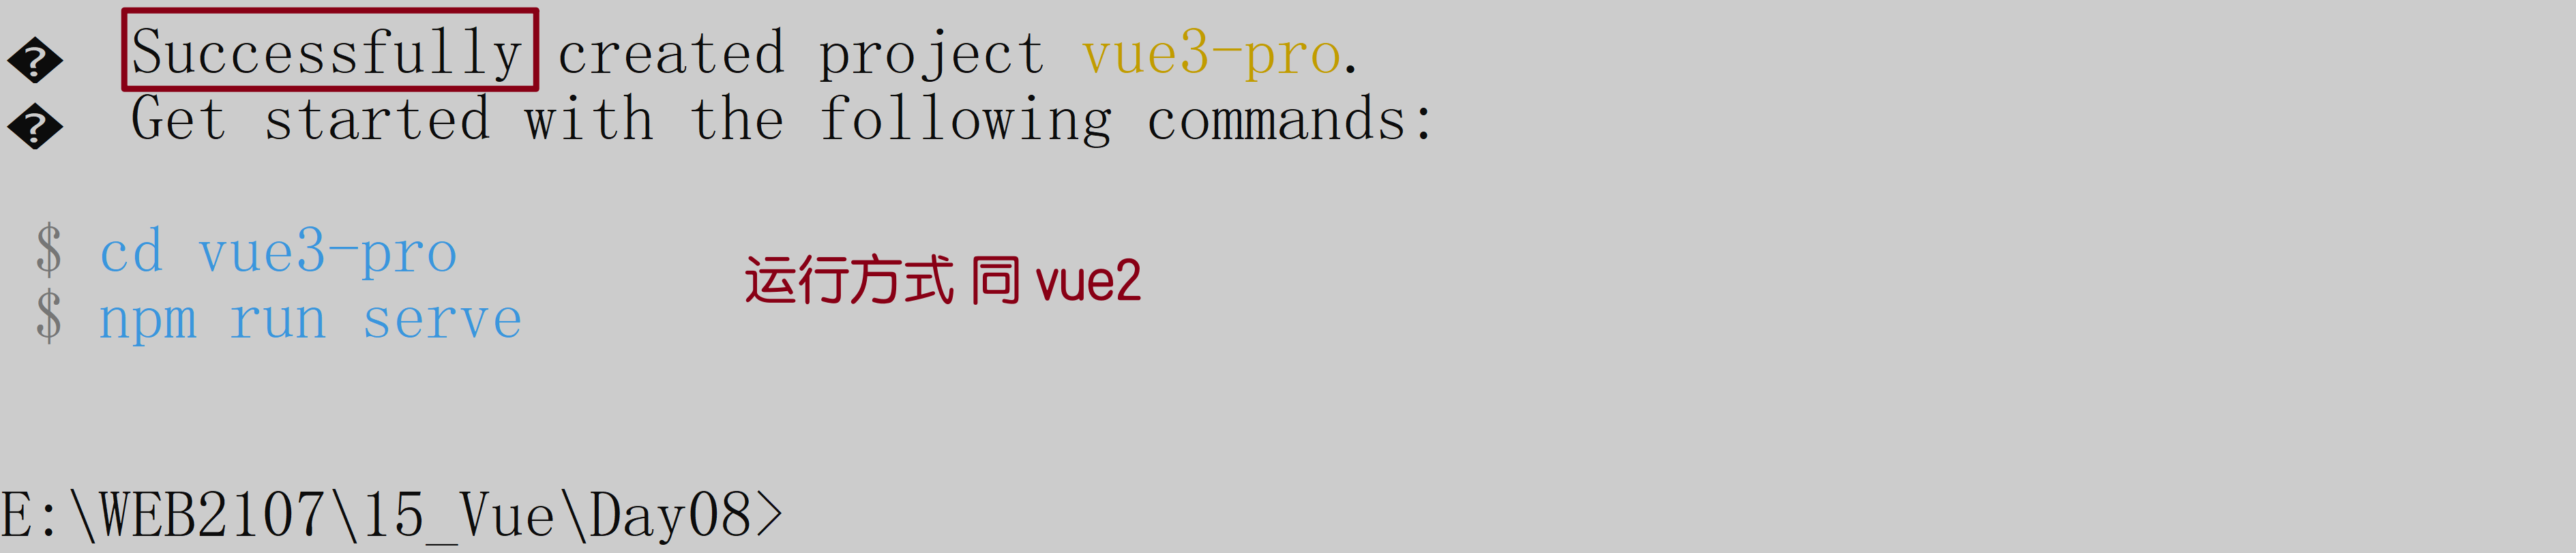 � Successfully created project vue3-pro.
� Get started with the following commands:
$ cd vue3-pro
运行方式 同 vue2
$ npm run serve
E:\WEB2107\15_Vue\Day08>